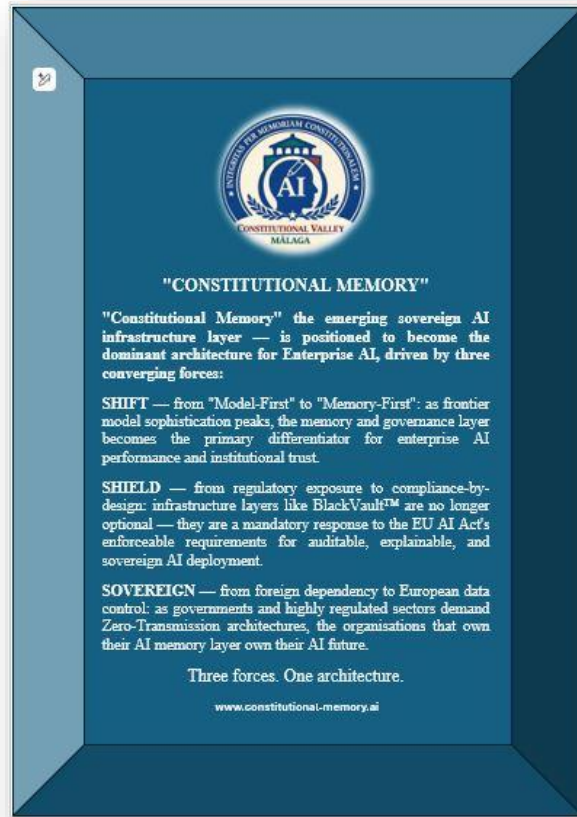 INTEGRITAS PER MEMORIAM CONSTITUTIONALEM
AI
CONSTITUTIONAL VALLEY
MÁLAGA
"CONSTITUTIONAL MEMORY"
"Constitutional Memory" the emerging sovereign AI
infrastructure layer — is positioned to become the
dominant architecture for Enterprise AI, driven by three
converging forces:
SHIFT — from "Model-First" to "Memory-First": as frontier
model sophistication peaks, the memory and governance layer
becomes the primary differentiator for enterprise AI
performance and institutional trust.
SHIELD — from regulatory exposure to compliance-by-
design: infrastructure layers like BlackVault™ are no longer
optional — they are a mandatory response to the EU AI Act's
enforceable requirements for auditable, explainable, and
sovereign AI deployment.
SOVEREIGN — from foreign dependency to European data
control: as governments and highly regulated sectors demand
Zero-Transmission architectures, the organisations that own
their AI memory layer own their AI future.
Three forces. One architecture.
www.constitutional-memory.ai